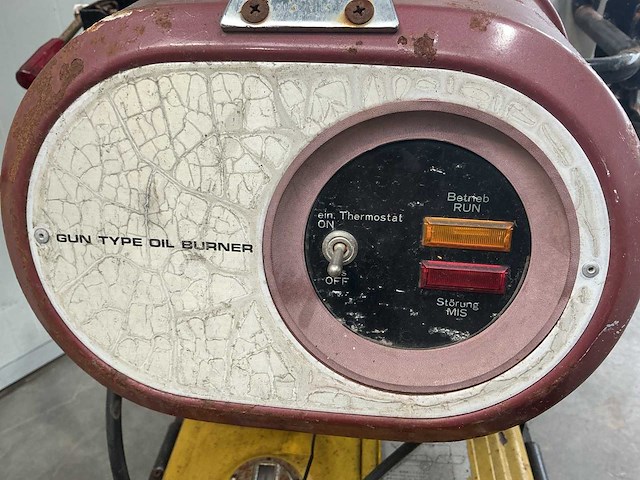 GUN TYPE OIL BURNER
ein Thermostat
ON
OFF
Betrieb
RUN
Störung
MIS